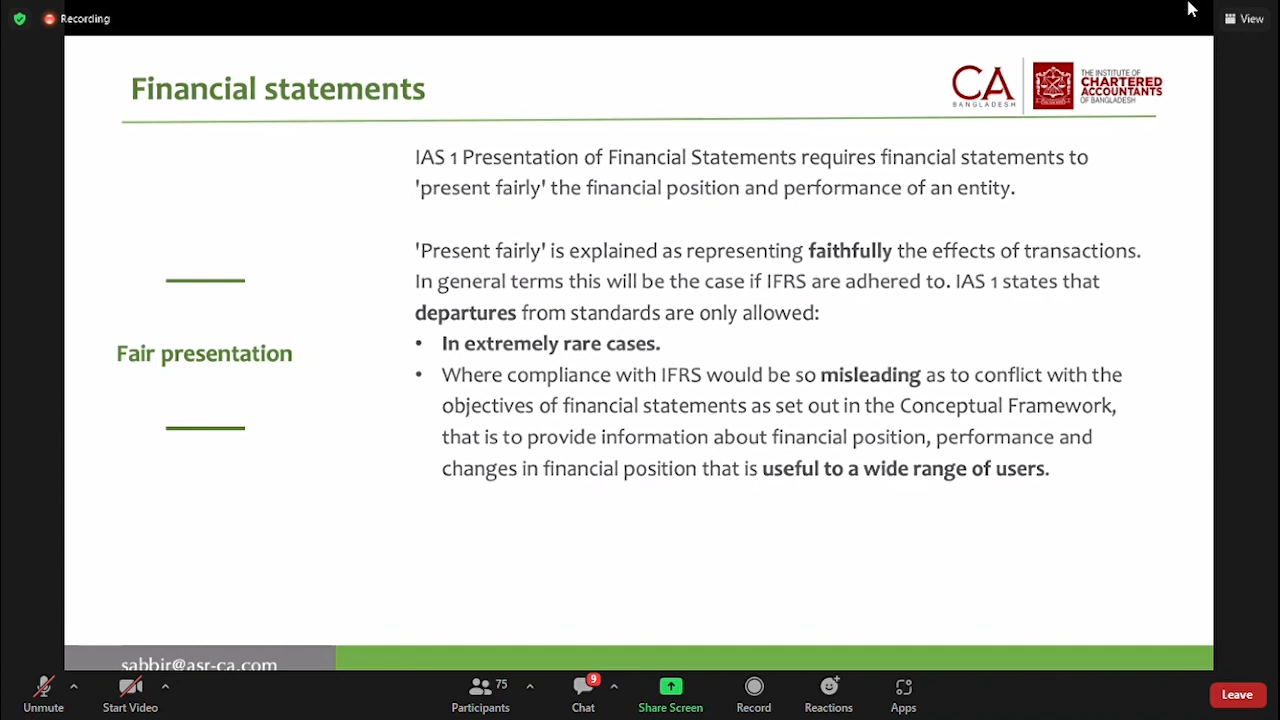 Recording
View
Financial statements
CA
BANGLADESH
THE INSTITUTE OF
CHARTERED
ACCOUNTANTS
OF BANGLADESH
IAS 1 Presentation of Financial Statements requires financial statements to
'present fairly' the financial position and performance of an entity.
'Present fairly' is explained as representing faithfully the effects of transactions.
In general terms this will be the case if IFRS are adhered to. IAS 1 states that
departures from standards are only allowed:
• In extremely rare cases.
• Where compliance with IFRS would be so misleading as to conflict with the
objectives of financial statements as set out in the Conceptual Framework,
that is to provide information about financial position, performance and
changes in financial position that is useful to a wide range of users.
Fair presentation
sabbir@asr-ca.com
Unmute
Start Video
75
Participants
9
Chat
Share Screen
Record
Reactions
Apps
Leave